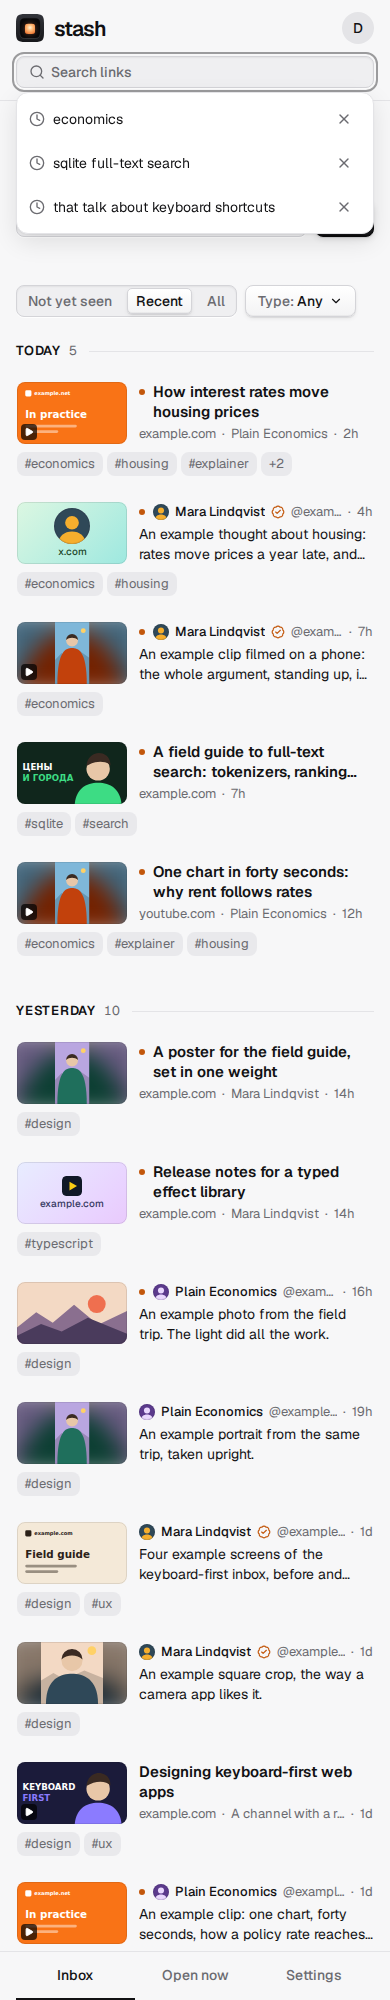 stash
D
Search links
economics
sqlite full-text search
that talk about keyboard shortcuts
Not yet seen
Recent
All
Type: Any
TODAY 5
example.net
In practice
How interest rates move
housing prices
example.com · Plain Economics · 2h
#economics #housing #explainer +2
x.com
Mara Lindqvist @exam... · 4h
An example thought about housing:
rates move prices a year late, and...
#economics #housing
Mara Lindqvist @exam... · 7h
An example clip filmed on a phone:
the whole argument, standing up, i...
#economics
ЦЕНЫ
И ГОРОДА
A field guide to full-text
search: tokenizers, ranking...
example.com · 7h
#sqlite #search
One chart in forty seconds:
why rent follows rates
youtube.com · Plain Economics · 12h
#economics #explainer #housing
YESTERDAY 10
A poster for the field guide,
set in one weight
example.com · Mara Lindqvist · 14h
#design
example.com
Release notes for a typed
effect library
example.com · Mara Lindqvist · 14h
#typescript
Plain Economics @exam... · 16h
An example photo from the field
trip. The light did all the work.
#design
Plain Economics @example... · 19h
An example portrait from the same
trip, taken upright.
#design
example.com
Field guide
Mara Lindqvist @example... · 1d
Four example screens of the
keyboard-first inbox, before and...
#design #ux
Mara Lindqvist @example... · 1d
An example square crop, the way a
camera app likes it.
#design
KEYBOARD
FIRST
Designing keyboard-first web
apps
example.com · A channel with a r... · 1d
#design #ux
example.net
In practice
Plain Economics @exampl... · 1d
An example clip: one chart, forty
seconds, how a policy rate reaches...
Inbox
Open now
Settings